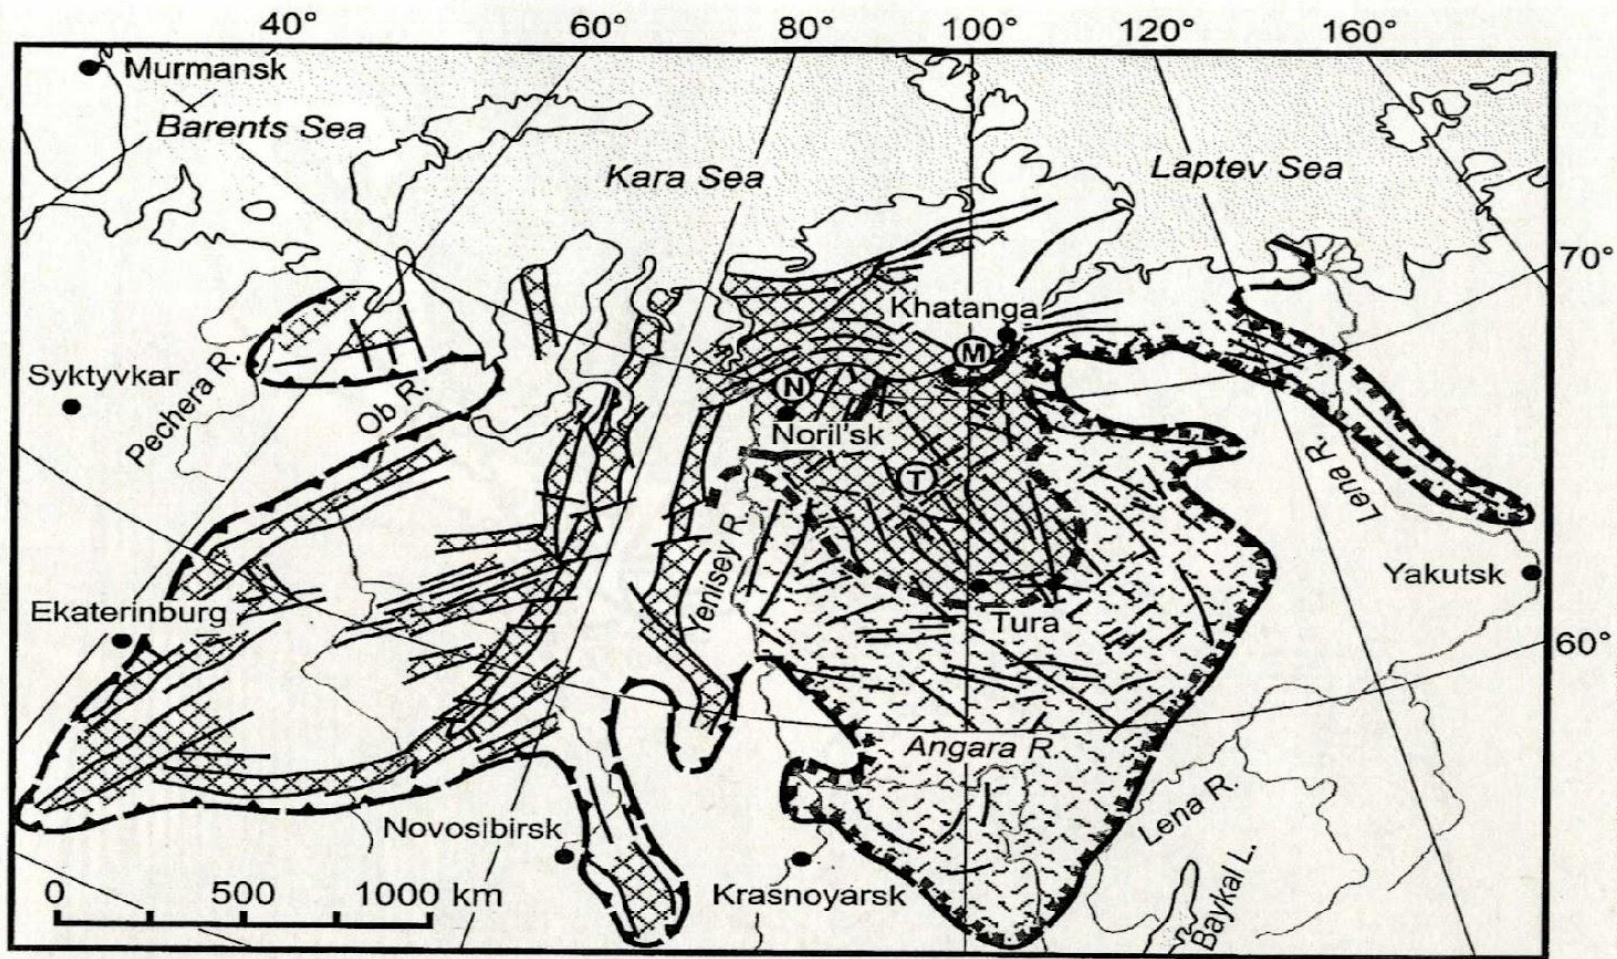 40° 60° 80° 100° 120° 160°
Murmansk
Barents Sea
Kara Sea
Laptev Sea
70°
Khatanga
M
Syktyvkar
Pechera R.
Ob R.
N
Noril'sk
T
Lena R.
Yenisey R.
Yakutsk
Ekaterinburg
Tura
60°
Angara R.
Lena R.
Novosibirsk
0 500 1000 km
Krasnoyarsk
Baykal L.